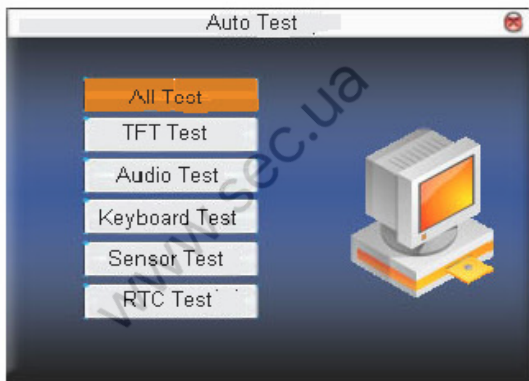 Auto Test
All Test
TFT Test
Audio Test
Keyboard Test
Sensor Test
RTC Test
www.sec.ua